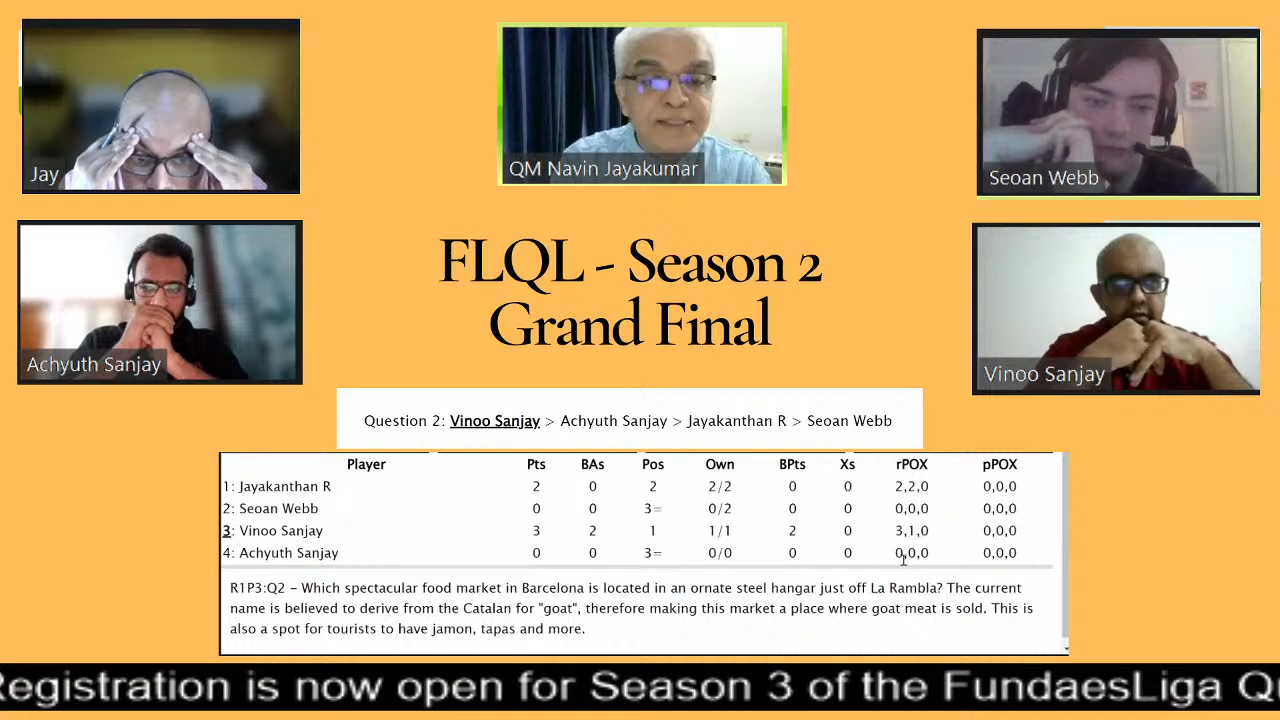 Jay
QM Navin Jayakumar
Seoan Webb
Achyuth Sanjay
Vinoo Sanjay
FLQL - Season 2
Grand Final
Question 2: Vinoo Sanjay > Achyuth Sanjay > Jayakanthan R > Seoan Webb
Player Pts BAs Pos Own BPts Xs rPOX pPOX
1: Jayakanthan R 2 0 2 2/2 0 0 2,2,0 0,0,0
2: Seoan Webb 0 0 3= 0/2 0 0 0,0,0 0,0,0
3: Vinoo Sanjay 3 2 1 1/1 2 0 3,1,0 0,0,0
4: Achyuth Sanjay 0 0 3= 0/0 0 0 0,0,0 0,0,0
R1P3:Q2 - Which spectacular food market in Barcelona is located in an ornate steel hangar just off La Rambla? The current
name is believed to derive from the Catalan for "goat", therefore making this market a place where goat meat is sold. This is
also a spot for tourists to have jamon, tapas and more.
Registration is now open for Season 3 of the FundaesLiga Qu